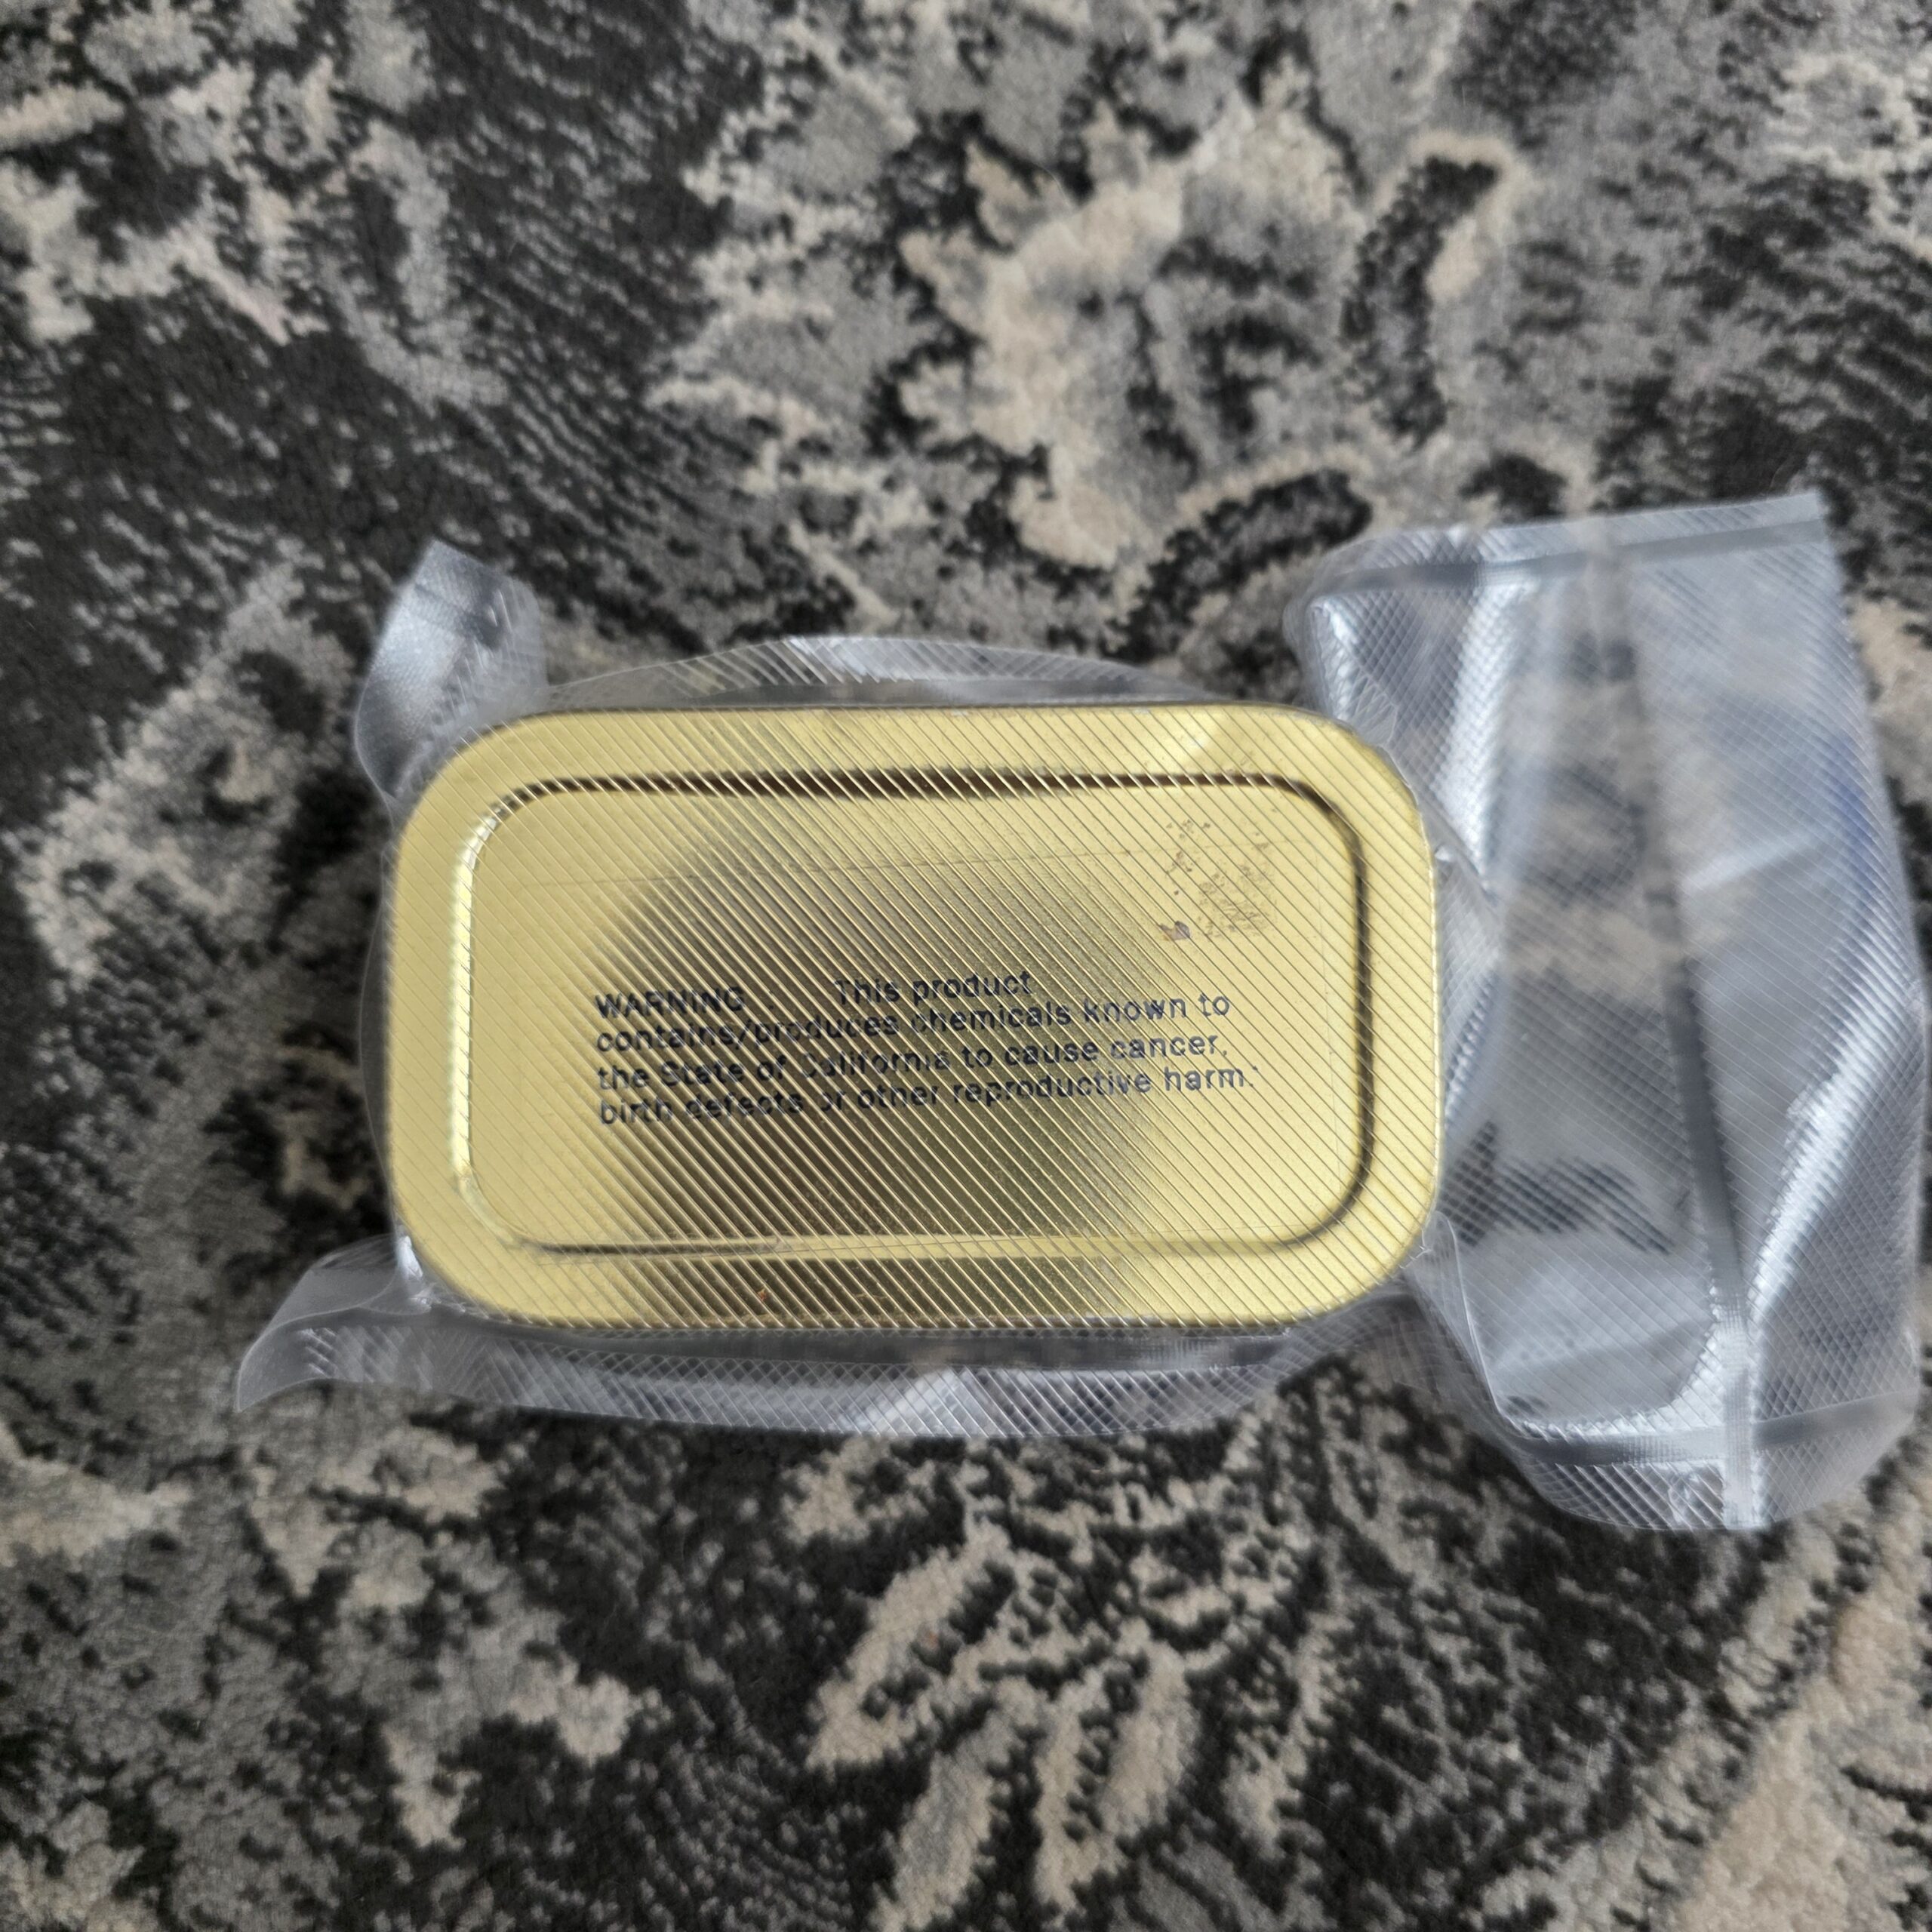 WARNING This product
contains/produces chemicals known to
the State of California to cause cancer,
birth defects or other reproductive harm.